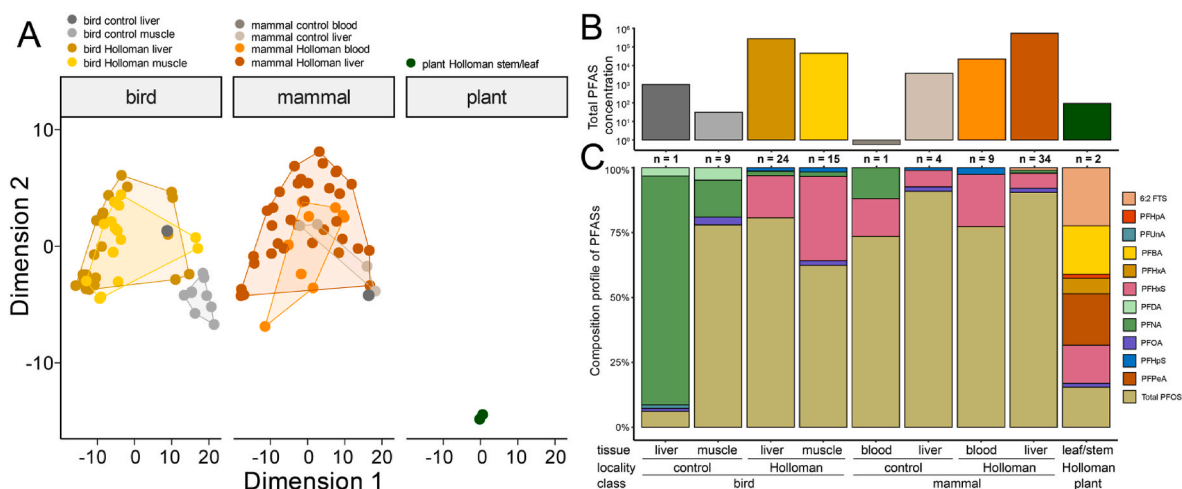 A
bird control liver
bird control muscle
bird Holloman liver
bird Holloman muscle
mammal control blood
mammal control liver
mammal Holloman blood
mammal Holloman liver
plant Holloman stem/leaf
bird mammal plant
Dimension 2
10
0
-10
-10 0 10 20 -10 0 10 20 -10 0 10 20
Dimension 1
B
Total PFAS
concentration
10⁶
10⁵
10⁴
10³
10²
10¹
10⁰
C
n = 1 n = 9 n = 24 n = 15 n = 1 n = 4 n = 9 n = 34 n = 2
Composition profile of PFASs
100%
75%
50%
25%
0%
6:2 FTS
PFHpA
PFUnA
PFBA
PFHxA
PFHxS
PFDA
PFNA
PFOA
PFHpS
PFPeA
Total PFOS
tissue liver muscle liver muscle blood liver blood liver leaf/stem
locality control Holloman control Holloman Holloman
class bird mammal plant